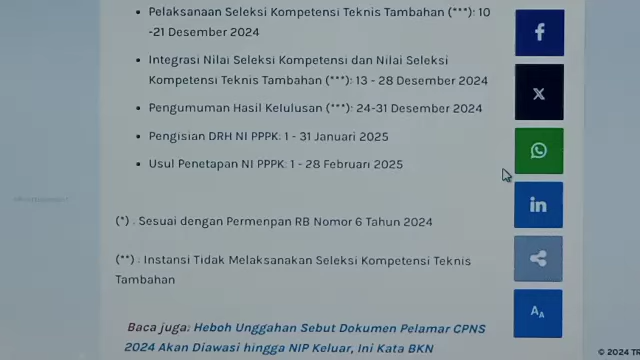 Pelaksanaan Seleksi Kompetensi Teknis Tambahan (***): 10
-21 Desember 2024
Integrasi Nilai Seleksi Kompetensi dan Nilai Seleksi
Kompetensi Teknis Tambahan (***): 13 - 28 Desember 2024
Pengumuman Hasil Kelulusan (***): 24-31 Desember 2024
Pengisian DRH NI PPPK: 1 - 31 Januari 2025
Usul Penetapan NI PPPK: 1 - 28 Februari 2025
(*) : Sesuai dengan Permenpan RB Nomor 6 Tahun 2024
(**) : Instansi Tidak Melaksanakan Seleksi Kompetensi Teknis
Tambahan
Baca juga: Heboh Unggahan Sebut Dokumen Pelamar CPNS
2024 Akan Diawasi hingga NIP Keluar, Ini Kata BKN
f
X
in
AA
© 2024 TR